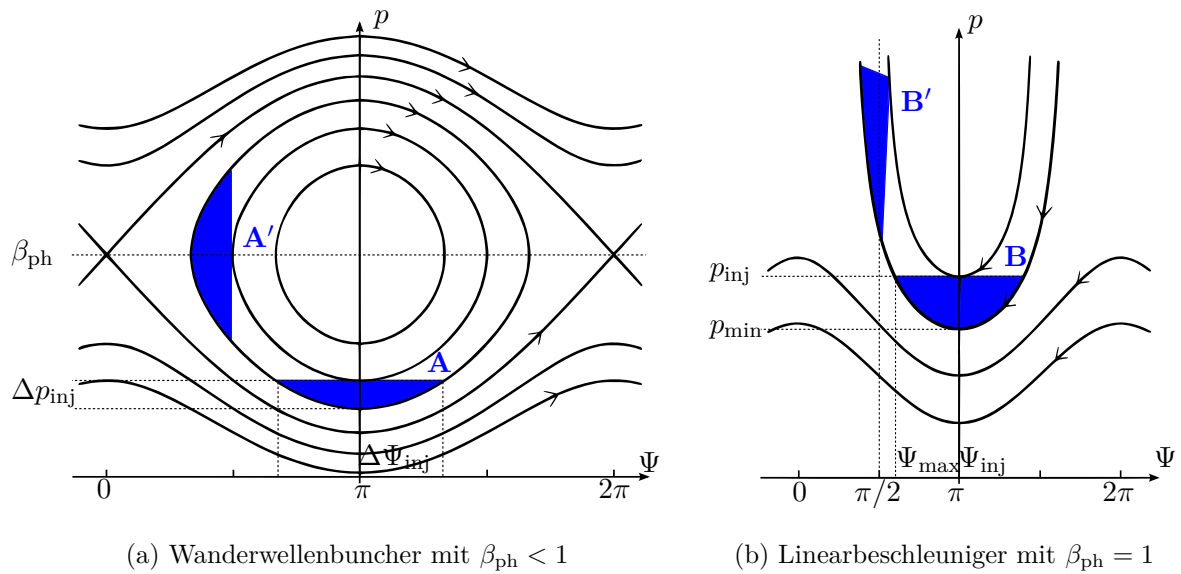 p
β_ph
A′
A
Δp_inj
ΔΨ_inj
Ψ
0
π
2π
(a) Wanderwellenbuncher mit β_ph < 1
p
B′
B
p_inj
p_min
Ψ_max Ψ_inj
Ψ
0
π/2
π
2π
(b) Linearbeschleuniger mit β_ph = 1